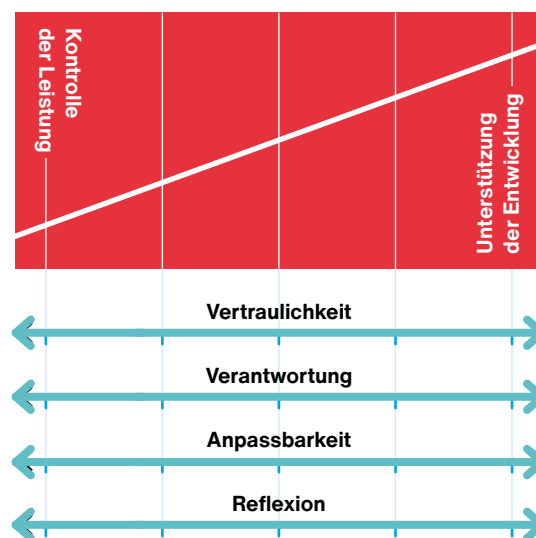 Kontrolle
der Leistung
Unterstützung
der Entwicklung
Vertraulichkeit
Verantwortung
Anpassbarkeit
Reflexion